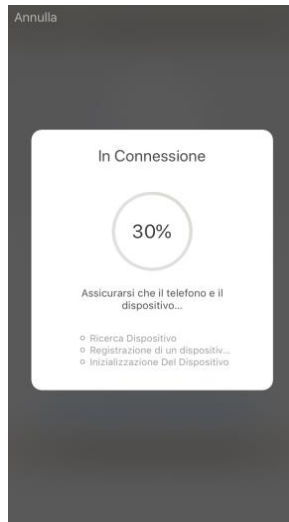 Annulla
In Connessione
30%
Assicurarsi che il telefono e il
dispositivo...
Ricerca Dispositivo
Registrazione di un dispositiv...
Inizializzazione Del Dispositivo